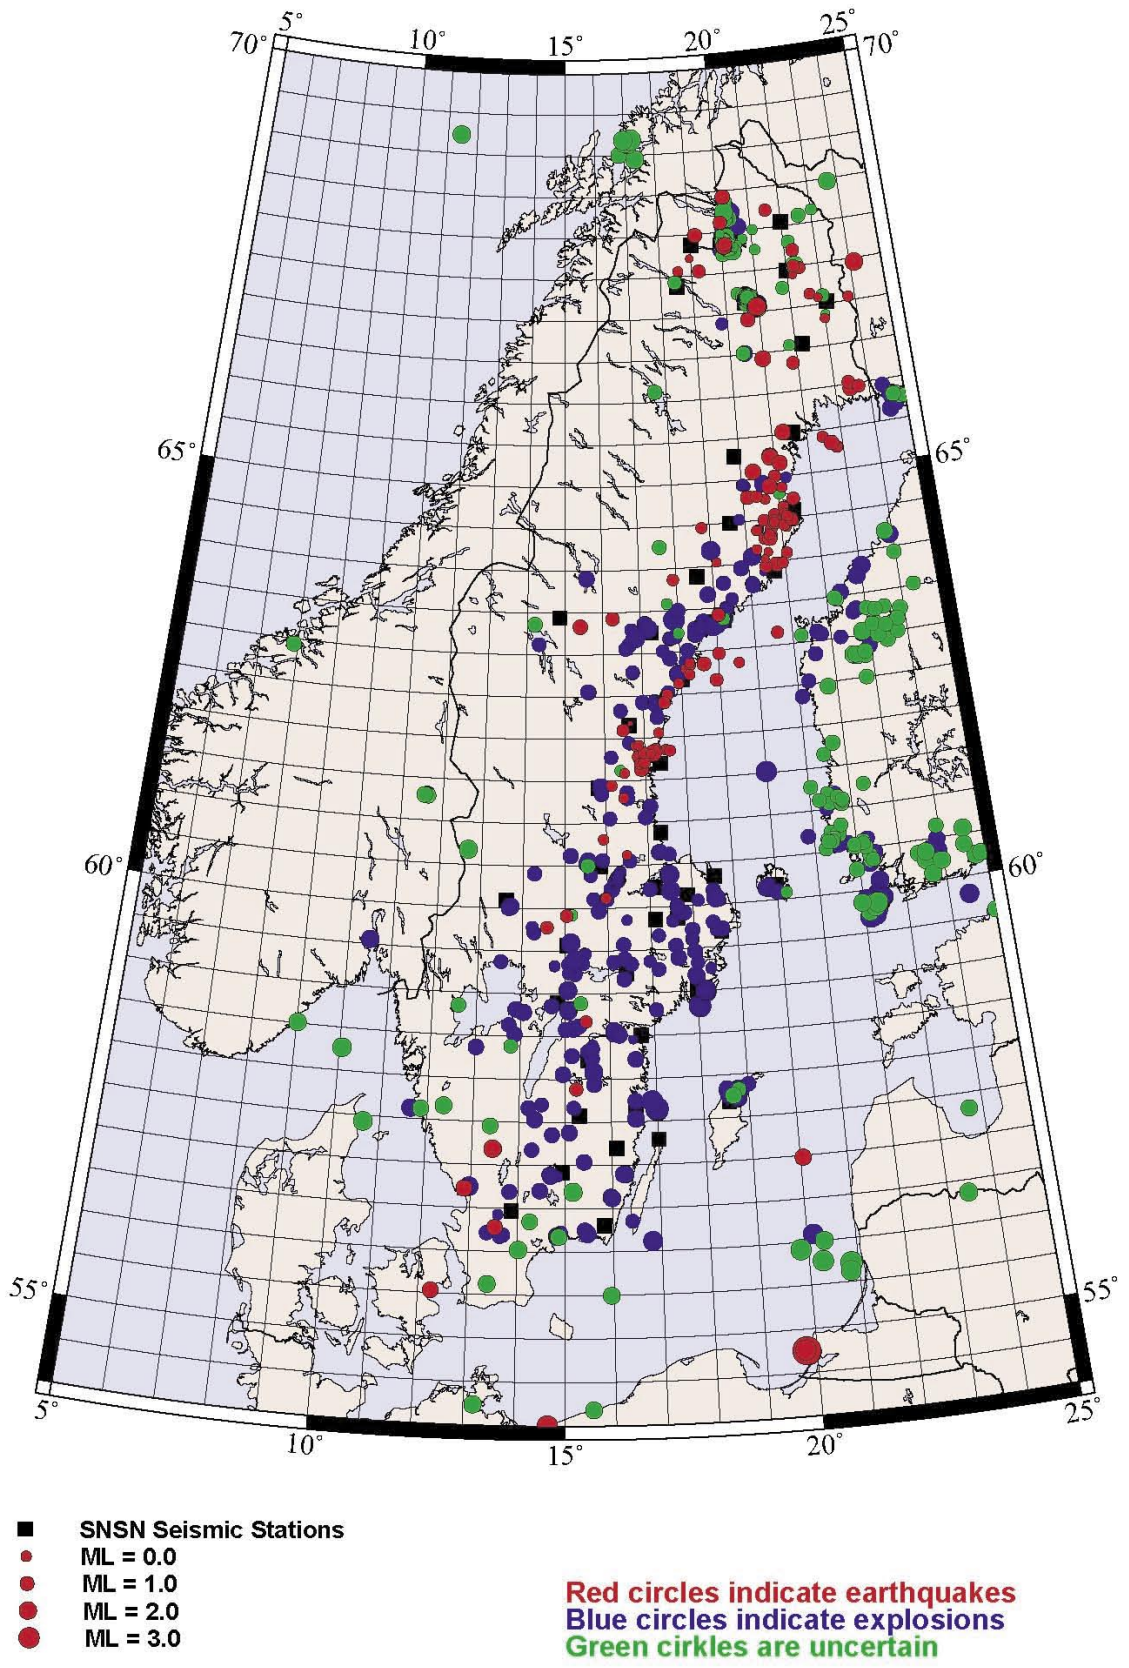 5°
10°
15°
20°
25°
70°
70°
65°
65°
60°
60°
55°
55°
5°
10°
15°
20°
25°
SNSN Seismic Stations
ML = 0.0
ML = 1.0
ML = 2.0
ML = 3.0
Red circles indicate earthquakes
Blue circles indicate explosions
Green cirkles are uncertain